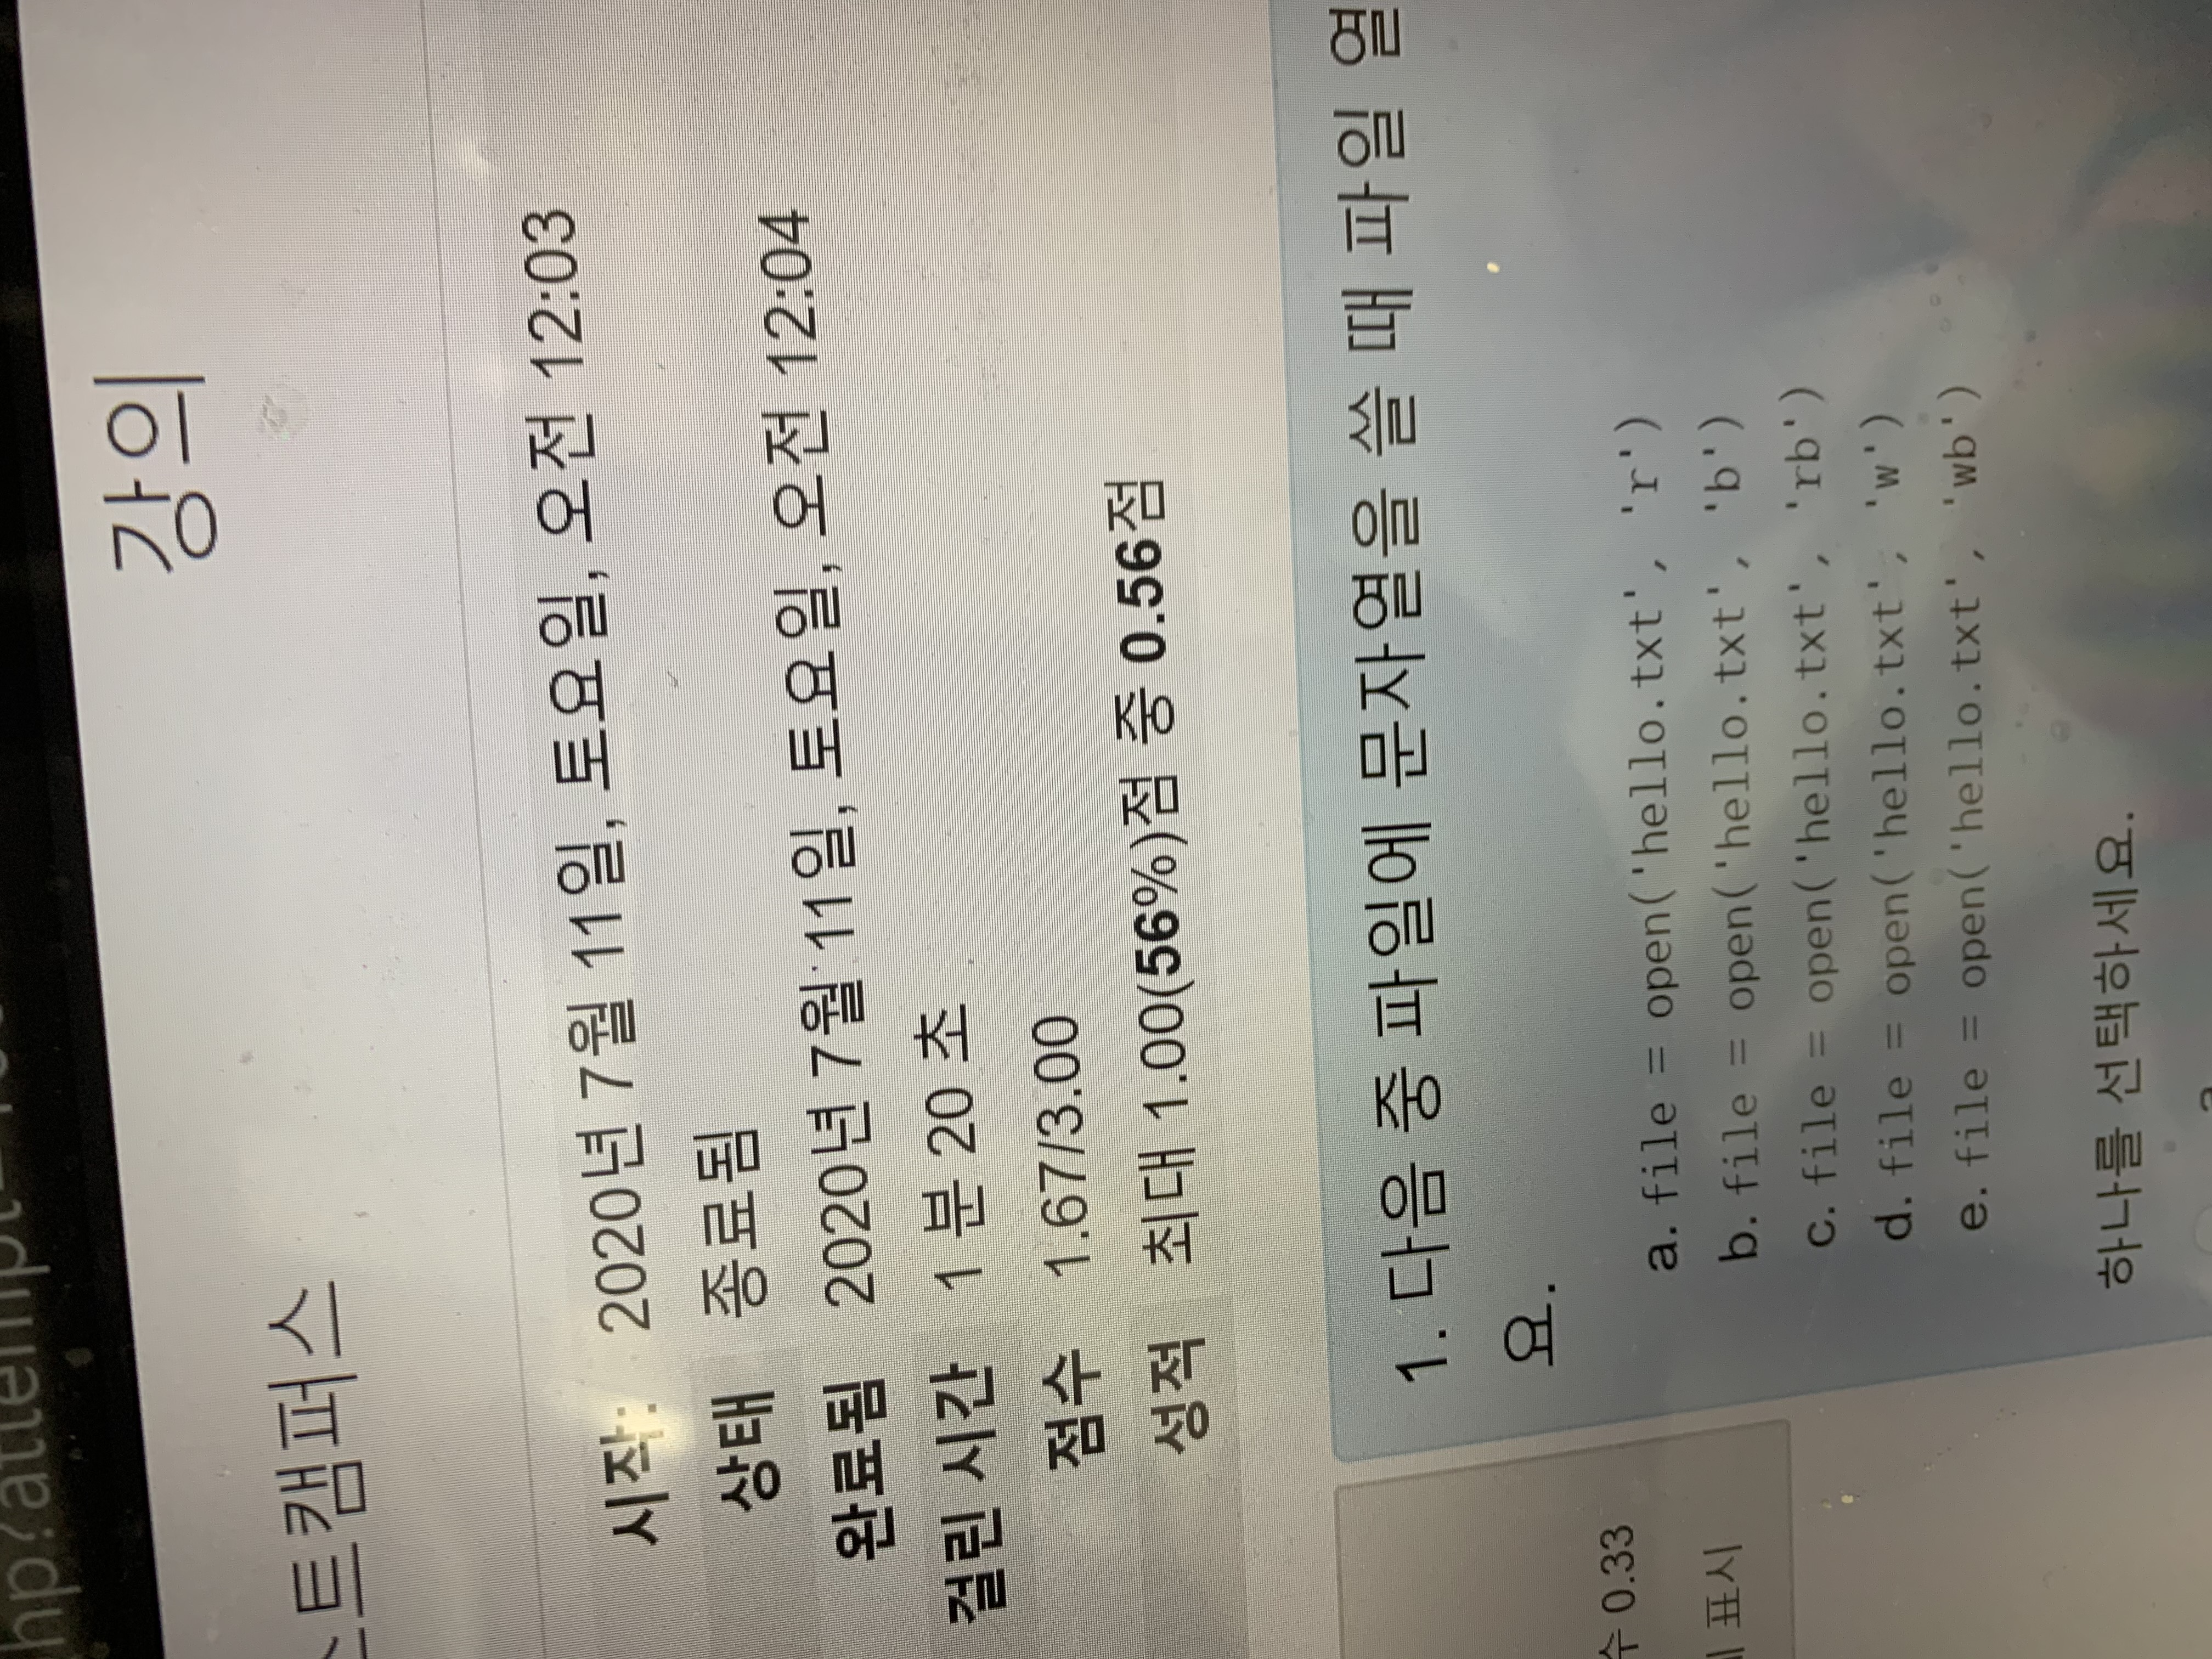 hp?attempt=
강의
스트캠퍼스
시작: 2020년 7월 11일, 토요일, 오전 12:03
상태 종료됨
완료됨 2020년 7월 11일, 토요일, 오전 12:04
걸린 시간 1 분 20 초
점수 1.67/3.00
성적 최대 1.00(56%)점 중 0.56점
1. 다음 중 파일에 문자열을 쓸 때 파일 열
요.
수 0.33
표시
a. file = open('hello.txt', 'r')
b. file = open('hello.txt', 'b')
c. file = open('hello.txt', 'rb')
d. file = open('hello.txt', 'w')
e. file = open('hello.txt', 'wb')
하나를 선택하세요.